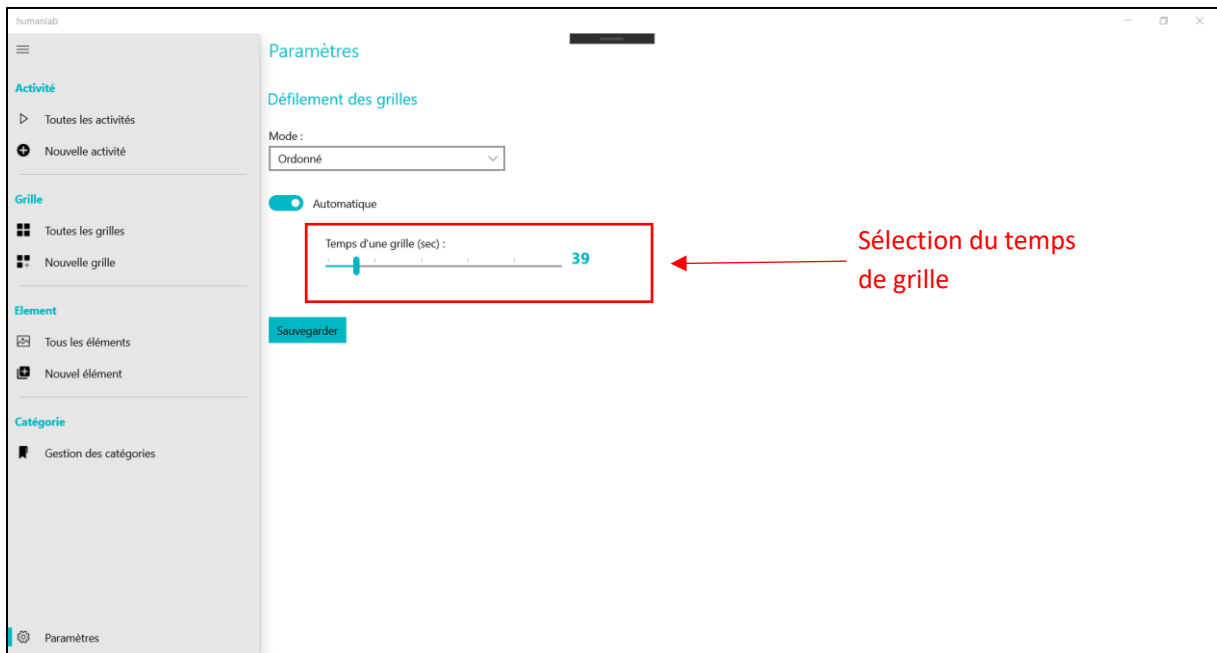 humanlab
Activité
Toutes les activités
Nouvelle activité
Grille
Toutes les grilles
Nouvelle grille
Element
Tous les éléments
Nouvel élément
Catégorie
Gestion des catégories
Paramètres
Paramètres
Défilement des grilles
Mode :
Ordonné
Automatique
Temps d'une grille (sec) :
39
Sauvegarder
Sélection du temps
de grille